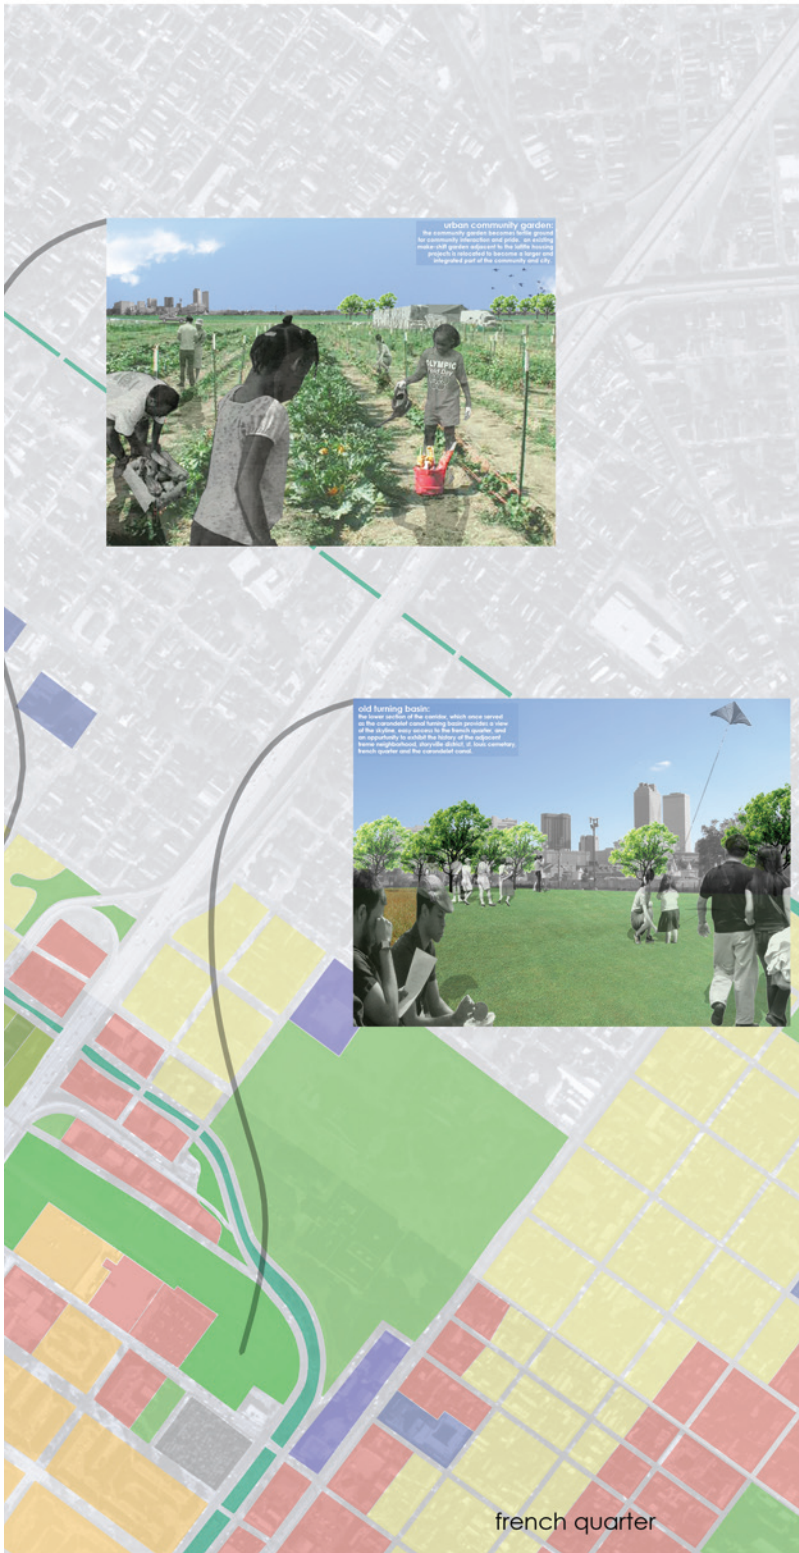 urban community garden:
the community garden becomes fertile ground
for community interaction and pride. an existing
make-shift garden adjacent to the lafitte housing
projects is relocated to become a larger and
integrated part of the community and city.
OLYMPIC
old turning basin:
the lower section of the corridor, which once served
as the carondelet canal turning basin provides a view
of the skyline, easy access to the french quarter, and
an opportunity to exhibit the history of the adjacent
treme neighborhood, storyville district, st. louis cemetary,
french quarter and the carondelet canal.
french quarter